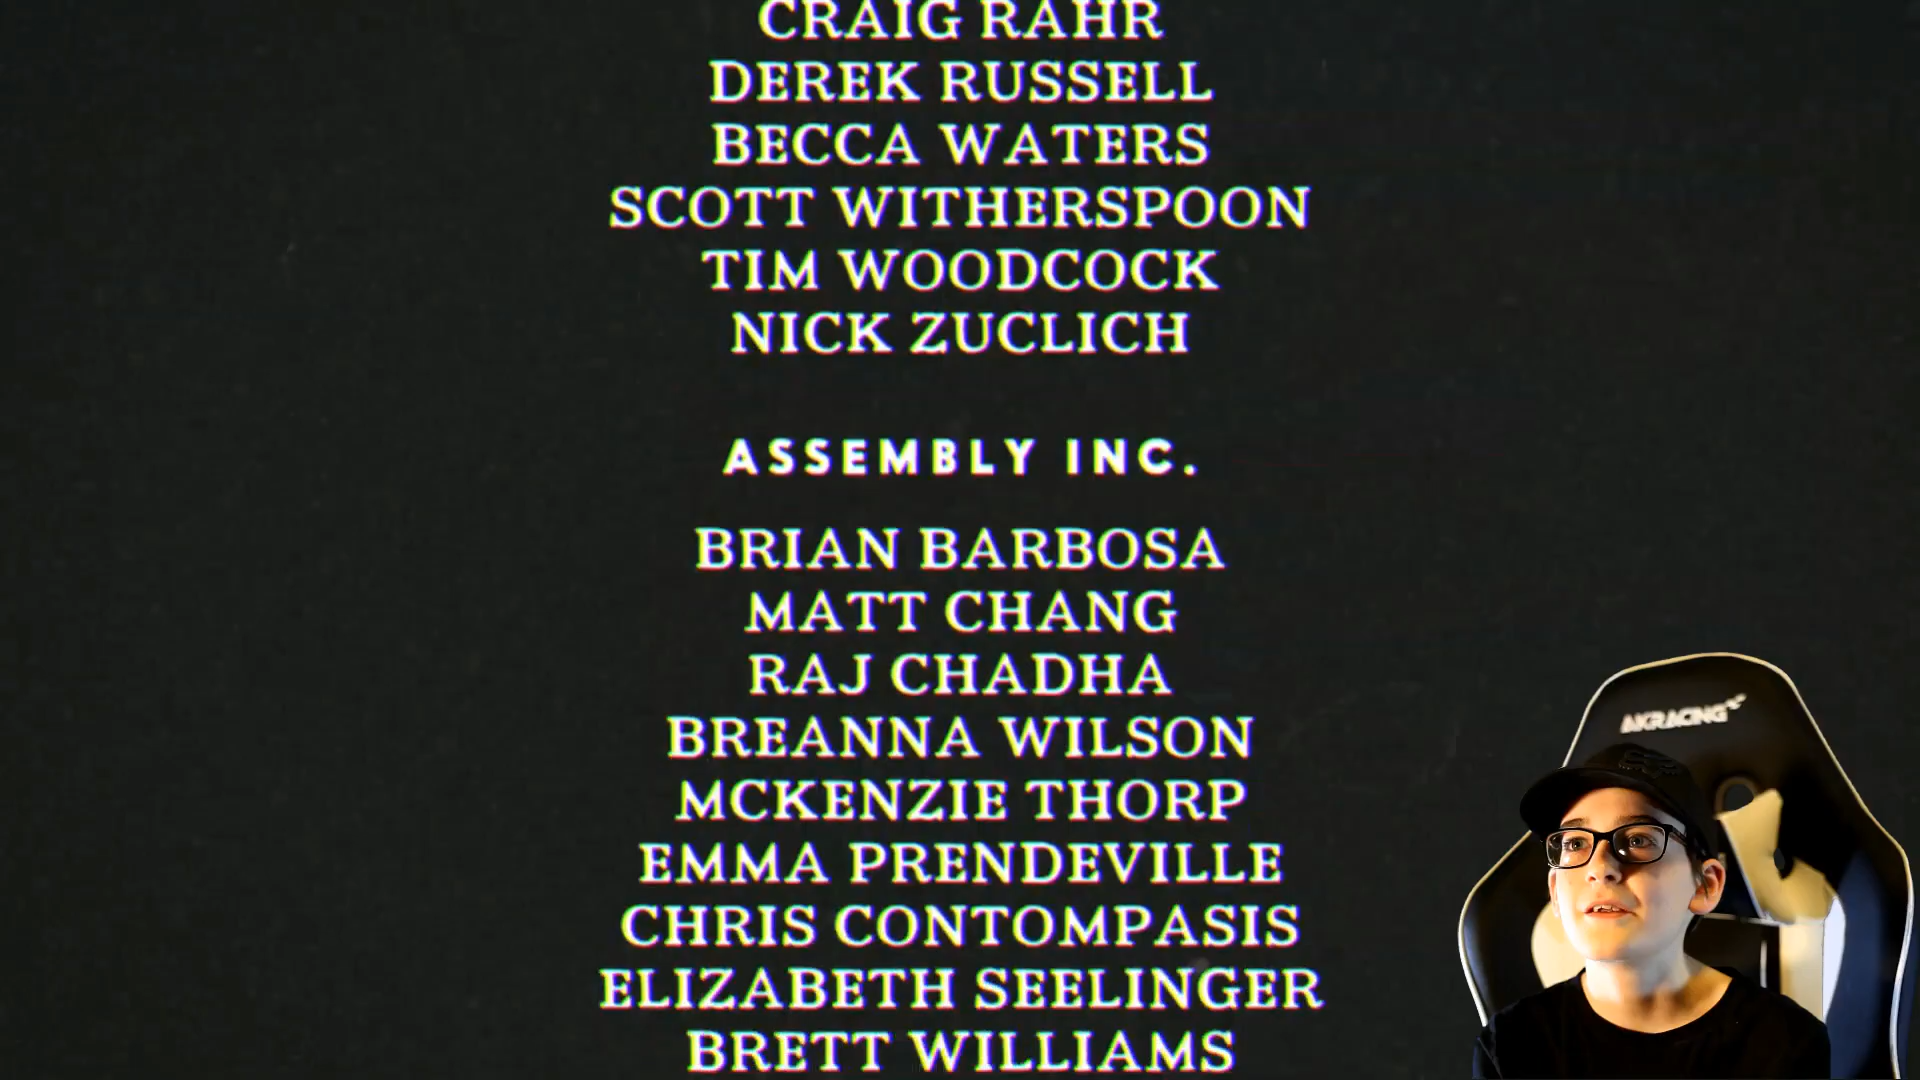 CRAIG RAHR
DEREK RUSSELL
BECCA WATERS
SCOTT WITHERSPOON
TIM WOODCOCK
NICK ZUCLICH
ASSEMBLY INC.
BRIAN BARBOSA
MATT CHANG
RAJ CHADHA
BREANNA WILSON
MCKENZIE THORP
EMMA PRENDEVILLE
CHRIS CONTOMPASIS
ELIZABETH SEELINGER
BRETT WILLIAMS
AKRACING